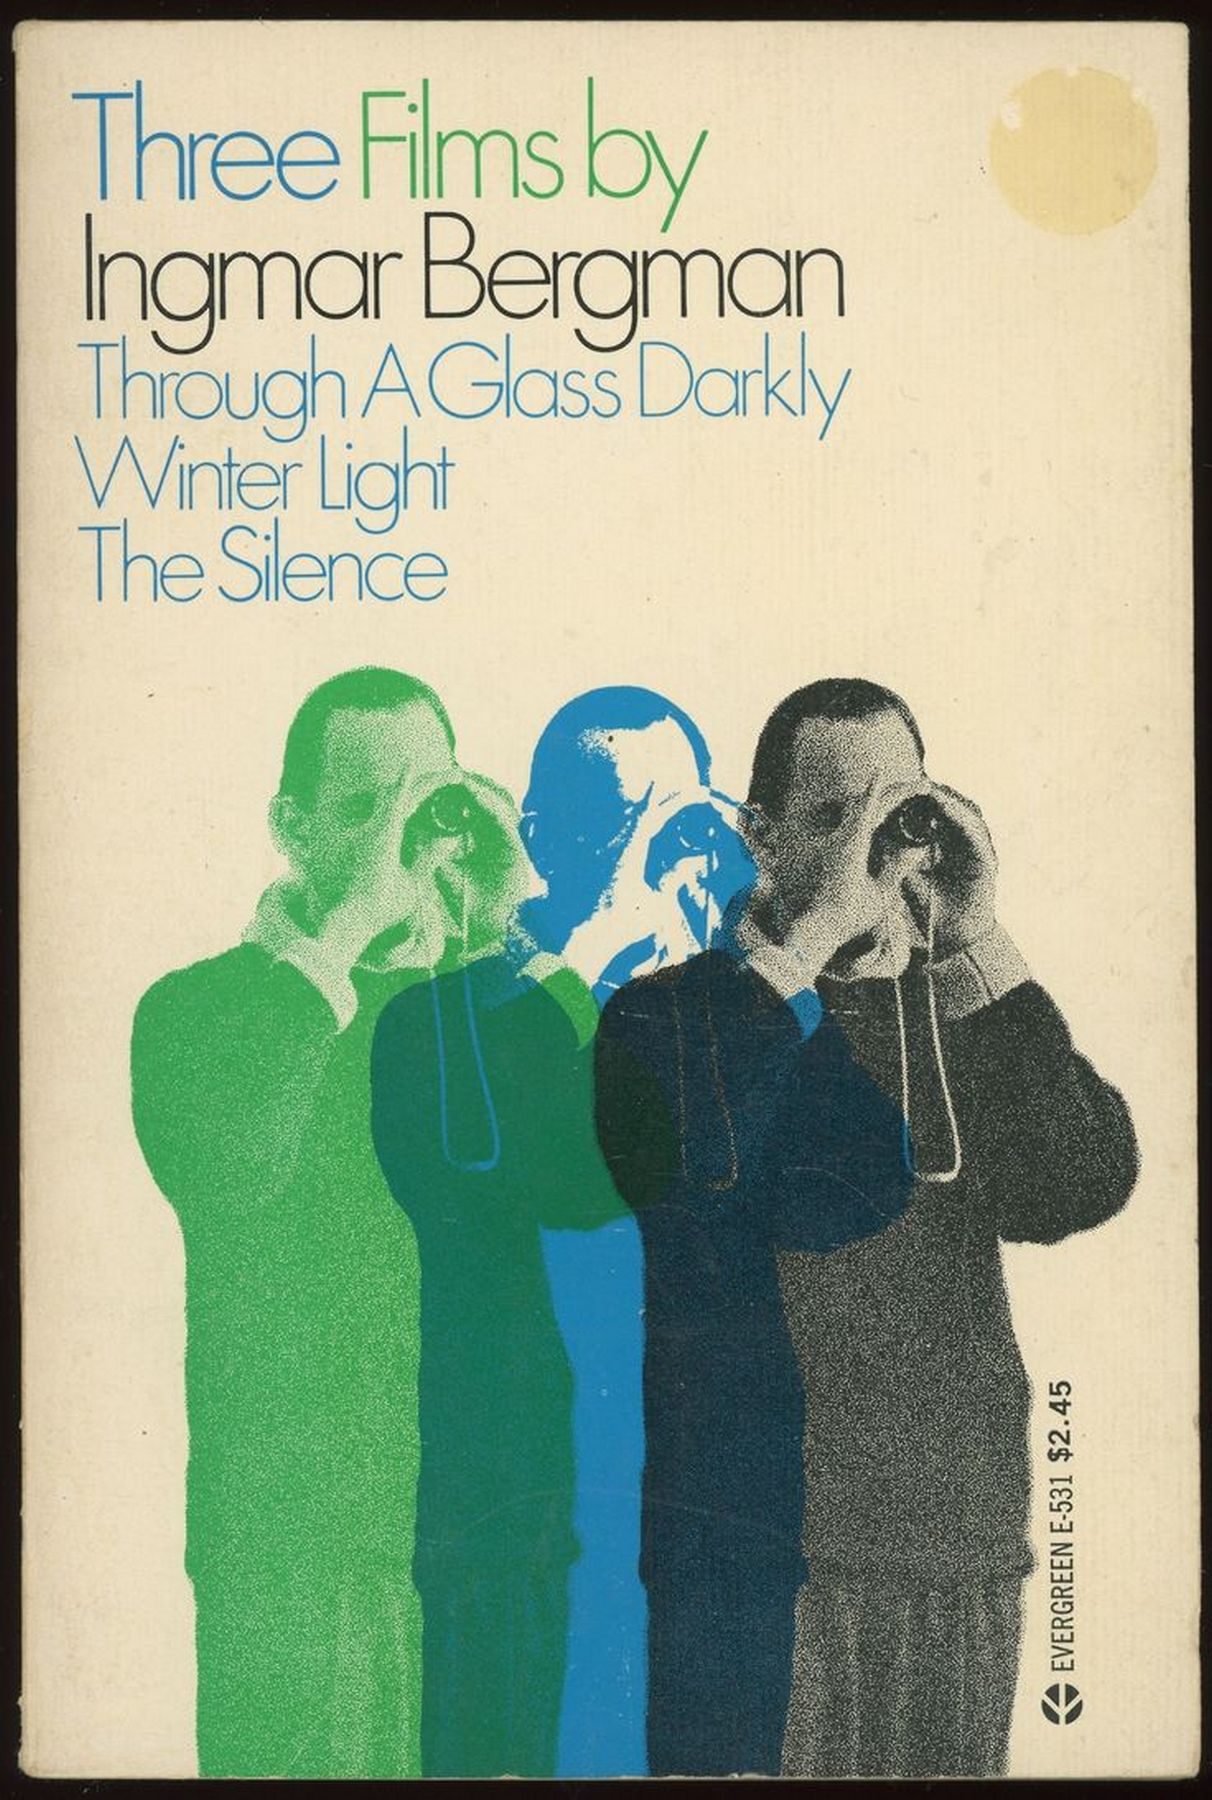 Three Films by
Ingmar Bergman
Through A Glass Darkly
Winter Light
The Silence
EVERGREEN E-531 $2.45